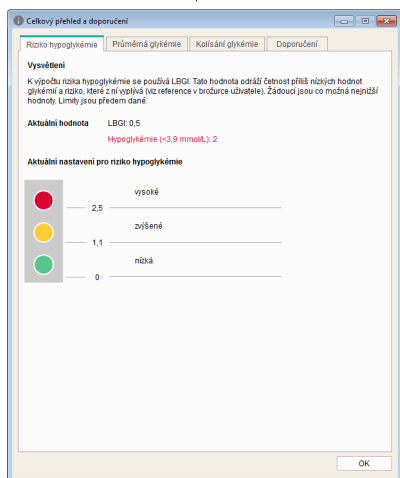 Celkový přehled a doporučení
Riziko hypoglykémie Průměrná glykémie Kolísání glykémie Doporučení
Vysvětlení
K výpočtu rizika hypoglykémie se používá LBGI. Tato hodnota odráží četnost příliš nízkých hodnot
glykémií a riziko, které z ní vyplývá (viz reference v brožurce uživatele). Žádoucí jsou co možná nejnižší
hodnoty. Limity jsou předem dané.
Aktuální hodnota LBGI: 0,5
Hypoglykémie (<3,9 mmol/L): 2
Aktuální nastavení pro riziko hypoglykémie
vysoké
2,5
zvýšené
1,1
nízká
0
OK